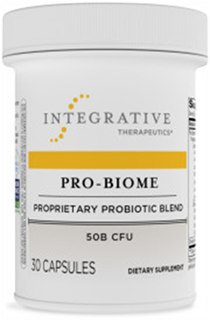 INTEGRATIVE
THERAPEUTICS®
PRO-BIOME
PROPRIETARY PROBIOTIC BLEND
50B CFU
30 CAPSULES
DIETARY SUPPLEMENT